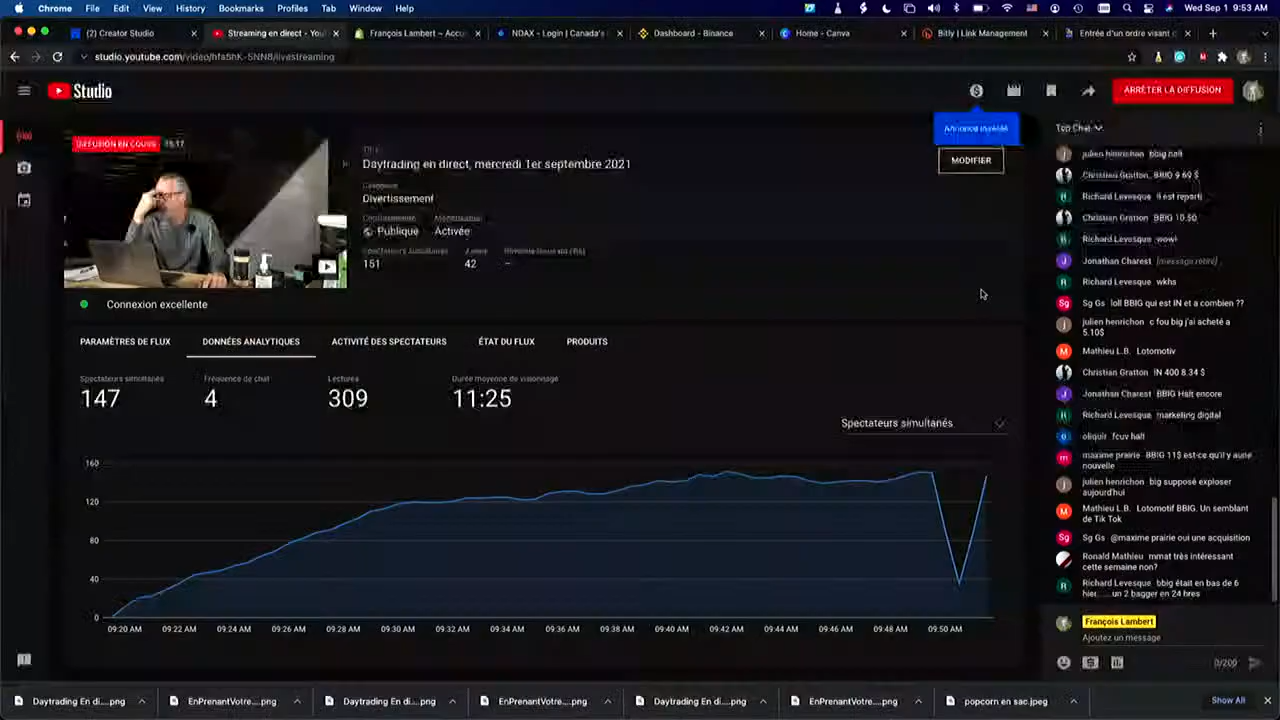 Chrome File Edit View History Bookmarks Profiles Tab Window Help Wed Sep 1 9:53 AM
(2) Creator Studio
Streaming en direct - You
François Lambert ~ Accu
NDAX - Login | Canada's
Dashboard - Binance
Home - Canva
Bitly | Link Management
Entrée d'un ordre visant c
studio.youtube.com/video/hfa5hK-5NN8/livestreaming
Studio
ARRÊTER LA DIFFUSION
Annonce insérée
DIFFUSION EN COURS
Daytrading en direct, mercredi 1er septembre 2021
MODIFIER
Divertissement
Publique Activée
151 42 –
Connexion excellente
PARAMÈTRES DE FLUX DONNÉES ANALYTIQUES ACTIVITÉ DES SPECTATEURS ÉTAT DU FLUX PRODUITS
Spectateurs simultanés Fréquence de chat Lectures Durée moyenne de visionnage
147 4 309 11:25
Spectateurs simultanés
160
120
80
40
0
09:20 AM 09:22 AM 09:24 AM 09:26 AM 09:28 AM 09:30 AM 09:32 AM 09:34 AM 09:36 AM 09:38 AM 09:40 AM 09:42 AM 09:44 AM 09:46 AM 09:48 AM 09:50 AM
Top Chat
julien henrichon bbig halt
Christian Gratton BBIG 9.69 $
Richard Levesque il est reparti
Christian Gratton BBIG 10.50
Richard Levesque wow!
Jonathan Charest [message retiré]
Richard Levesque wkhs
Sg Gs loll BBIG qui est IN et a combien ??
julien henrichon c fou big j'ai acheté a
5.10$
Mathieu L.B. Lokomotiv
Christian Gratton IN 400 8.34 $
Jonathan Charest BBIG Halt encore
Richard Levesque marketing digital
oliquir fcuv halt
maxime prairie BBIG 11$ est-ce qu'il y a une
nouvelle
julien henrichon big supposé exploser
aujourd'hui
Mathieu L.B. Lotomotif BBIG. Un semblant
de Tik Tok
Sg Gs @maxime prairie oui une acquisition
Ronald Mathieu mmat très intéressant
cette semaine non?
Richard Levesque bbig était en bas de 6
hier..... un 2 bagger en 24 hres
François Lambert
Ajoutez un message
0/200
Daytrading En di....png
EnPrenantVotre....png
Daytrading En di....png
EnPrenantVotre....png
Daytrading En di....png
EnPrenantVotre....png
popcorn en sac.jpeg
Show All